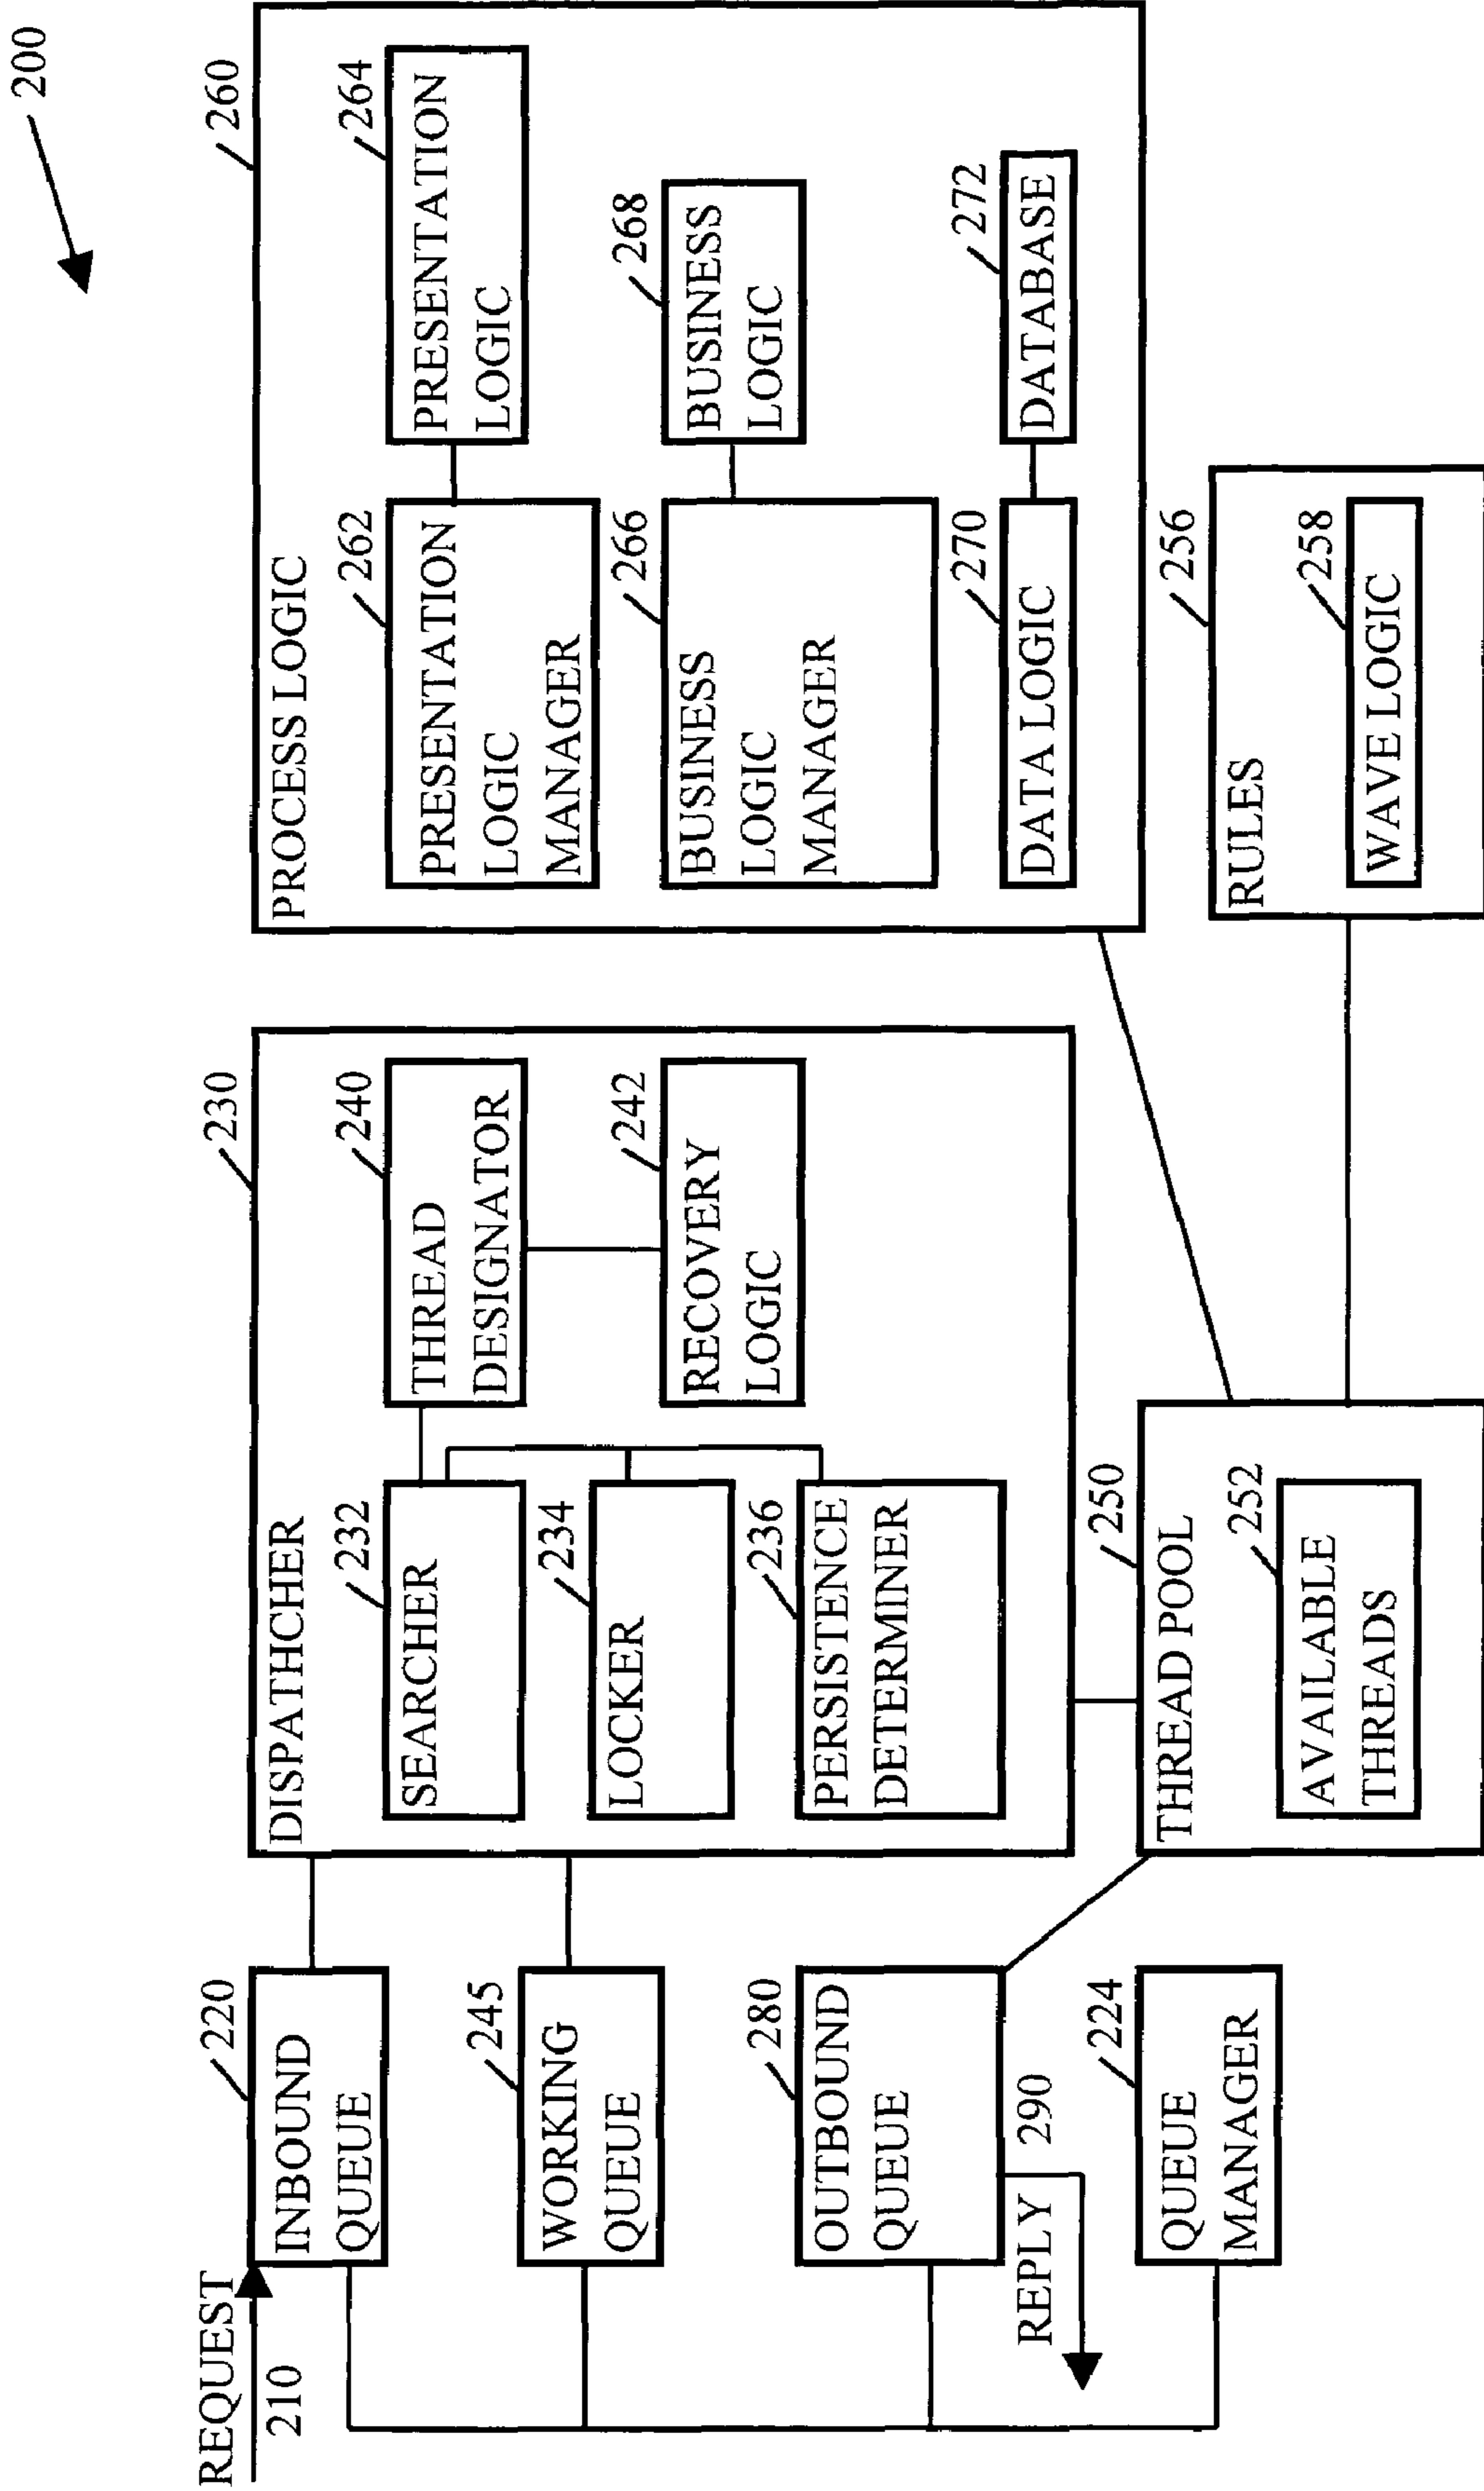 200
REQUEST
210
220
INBOUND
QUEUE
245
WORKING
QUEUE
280
OUTBOUND
QUEUE
REPLY 290
224
QUEUE
MANAGER
230
DISPATHCHER
232
SEARCHER
234
LOCKER
236
PERSISTENCE
DETERMINER
240
THREAD
DESIGNATOR
242
RECOVERY
LOGIC
250
THREAD POOL
252
AVAILABLE
THREADS
260
PROCESS LOGIC
262
PRESENTATION
LOGIC
MANAGER
264
PRESENTATION
LOGIC
266
BUSINESS
LOGIC
MANAGER
268
BUSINESS
LOGIC
270
DATA LOGIC
272
DATABASE
256
RULES
258
WAVE LOGIC